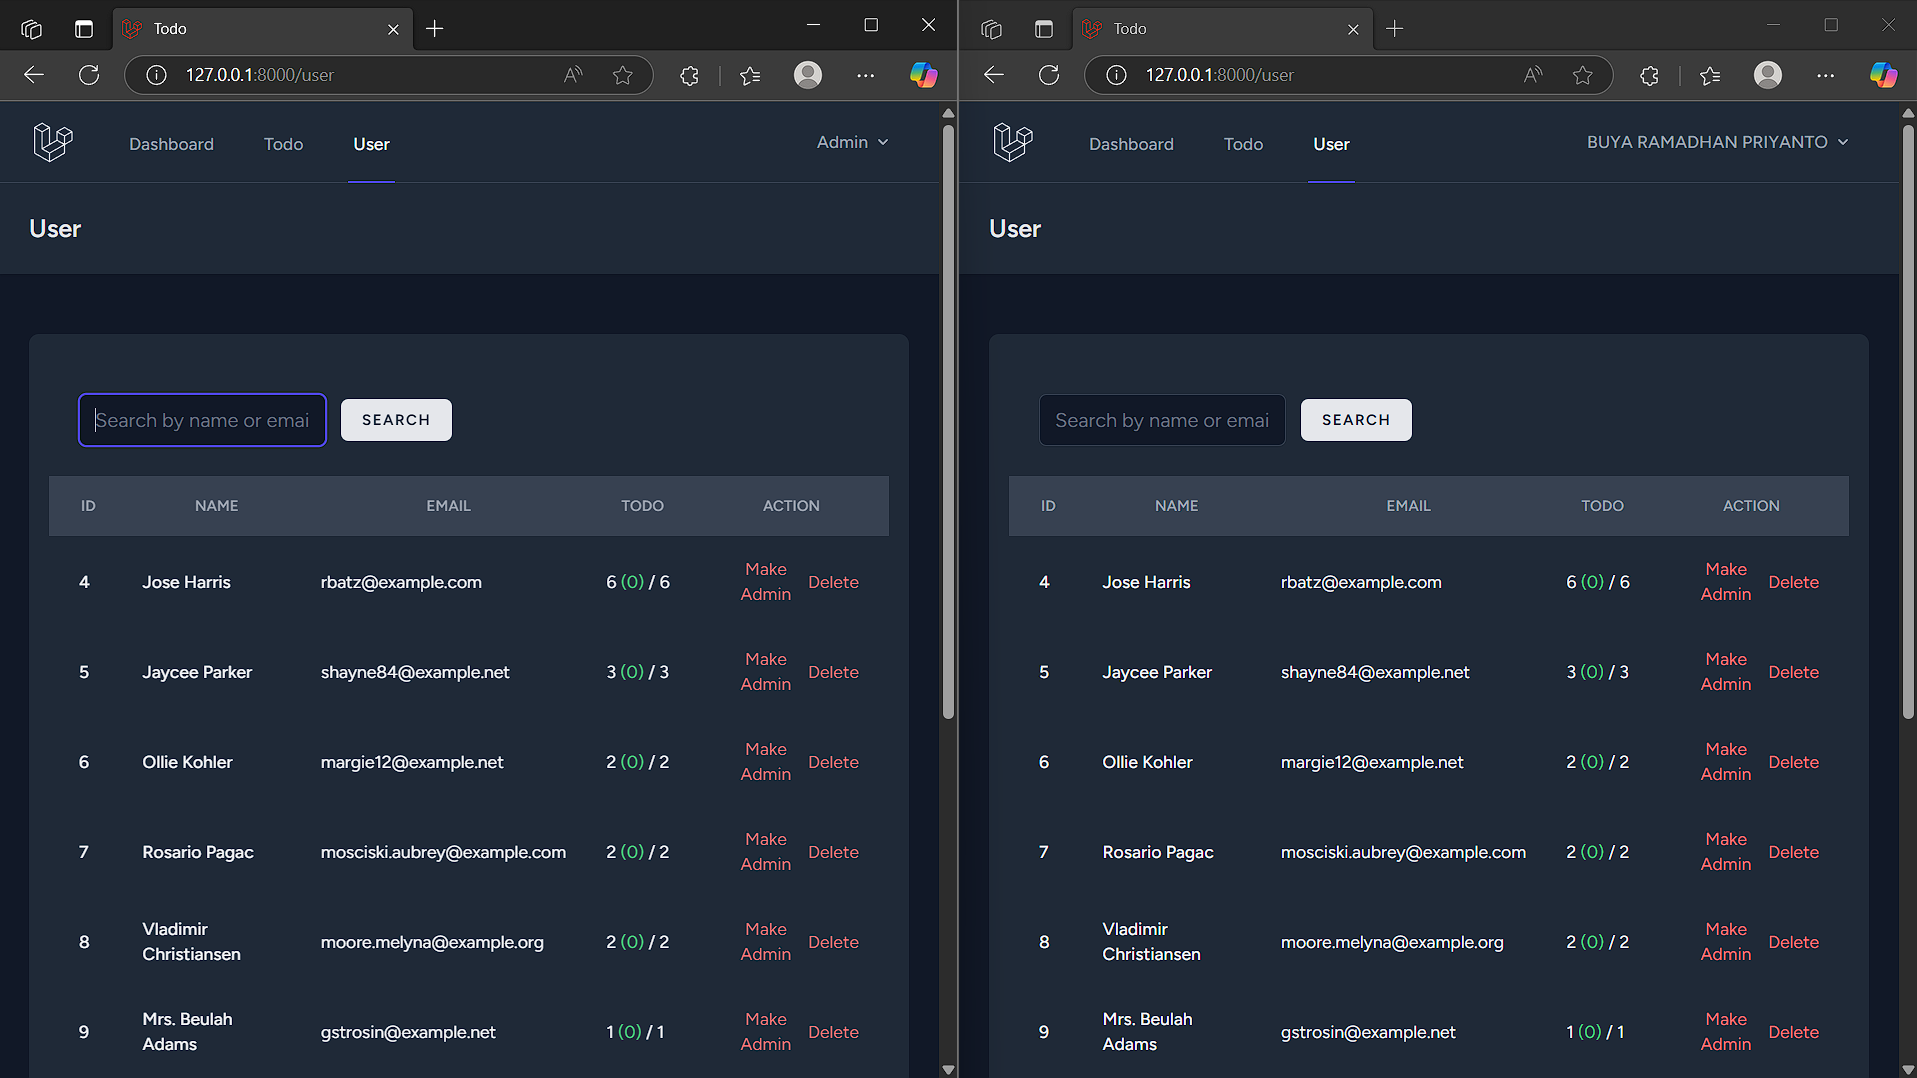 Todo
127.0.0.1:8000/user
Dashboard Todo User Admin
User
Search by name or emai SEARCH
ID NAME EMAIL TODO ACTION
4 Jose Harris rbatz@example.com 6 (0) / 6 Make Admin Delete
5 Jaycee Parker shayne84@example.net 3 (0) / 3 Make Admin Delete
6 Ollie Kohler margie12@example.net 2 (0) / 2 Make Admin Delete
7 Rosario Pagac mosciski.aubrey@example.com 2 (0) / 2 Make Admin Delete
8 Vladimir Christiansen moore.melyna@example.org 2 (0) / 2 Make Admin Delete
9 Mrs. Beulah Adams gstrosin@example.net 1 (0) / 1 Make Admin Delete
Todo
127.0.0.1:8000/user
Dashboard Todo User BUYA RAMADHAN PRIYANTO
User
Search by name or emai SEARCH
ID NAME EMAIL TODO ACTION
4 Jose Harris rbatz@example.com 6 (0) / 6 Make Admin Delete
5 Jaycee Parker shayne84@example.net 3 (0) / 3 Make Admin Delete
6 Ollie Kohler margie12@example.net 2 (0) / 2 Make Admin Delete
7 Rosario Pagac mosciski.aubrey@example.com 2 (0) / 2 Make Admin Delete
8 Vladimir Christiansen moore.melyna@example.org 2 (0) / 2 Make Admin Delete
9 Mrs. Beulah Adams gstrosin@example.net 1 (0) / 1 Make Admin Delete